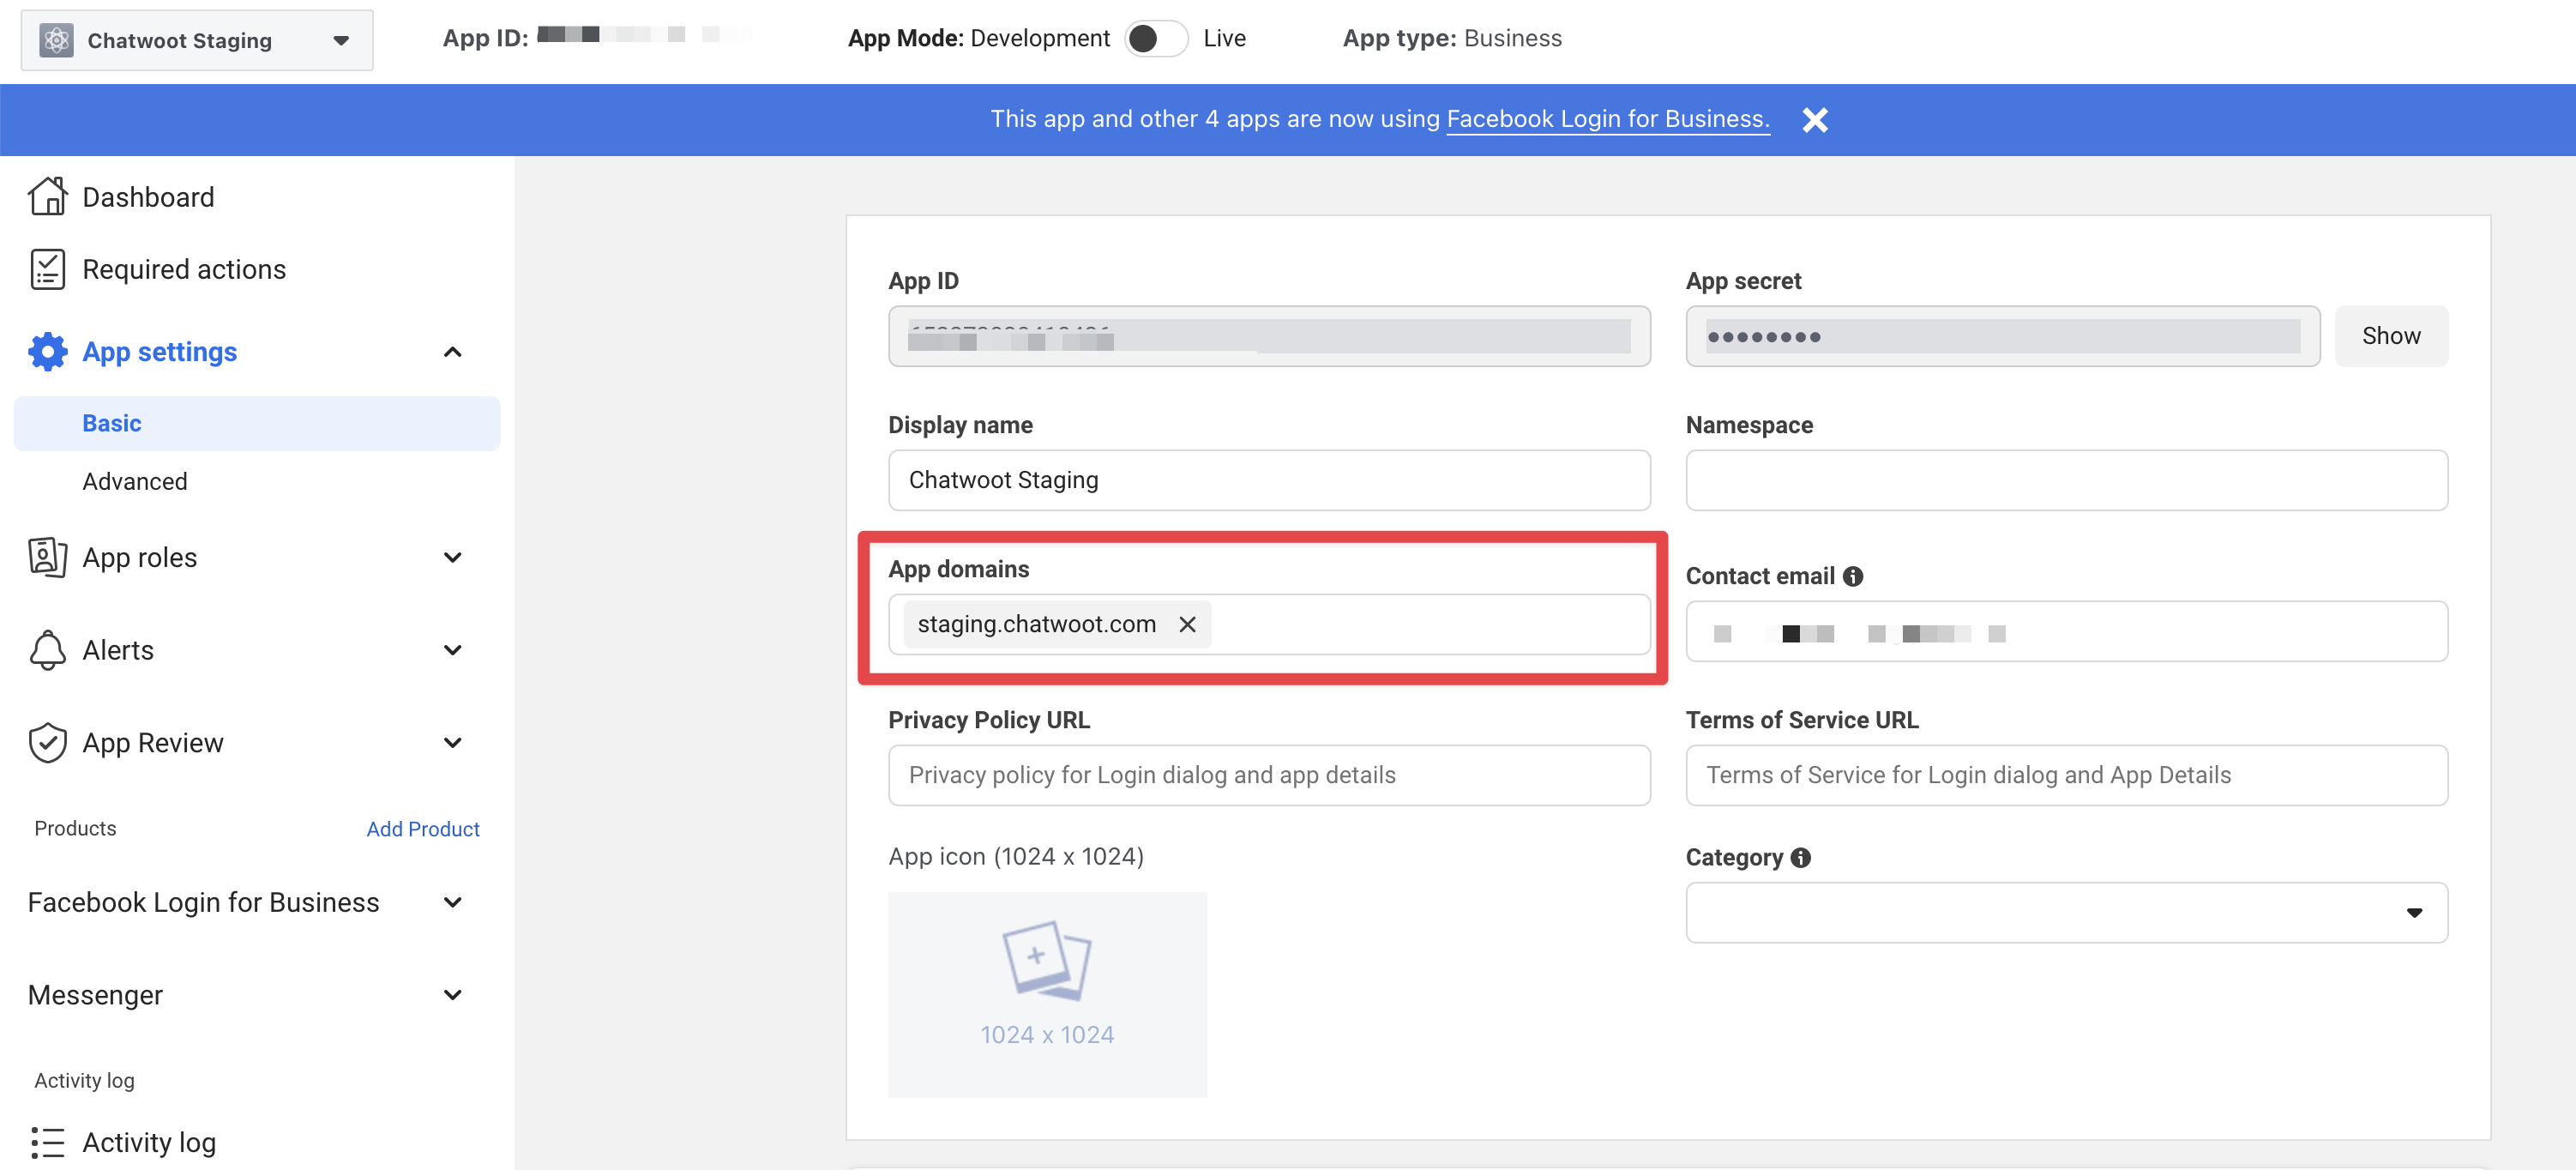 Chatwoot Staging
App ID:
App Mode: Development
Live
App type: Business
This app and other 4 apps are now using Facebook Login for Business.
Dashboard
Required actions
App settings
Basic
Advanced
App roles
Alerts
App Review
Products
Add Product
Facebook Login for Business
Messenger
Activity log
Activity log
App ID
App secret
••••••••
Show
Display name
Namespace
Chatwoot Staging
App domains
Contact email
staging.chatwoot.com
Privacy Policy URL
Terms of Service URL
Privacy policy for Login dialog and app details
Terms of Service for Login dialog and App Details
App icon (1024 x 1024)
Category
1024 x 1024